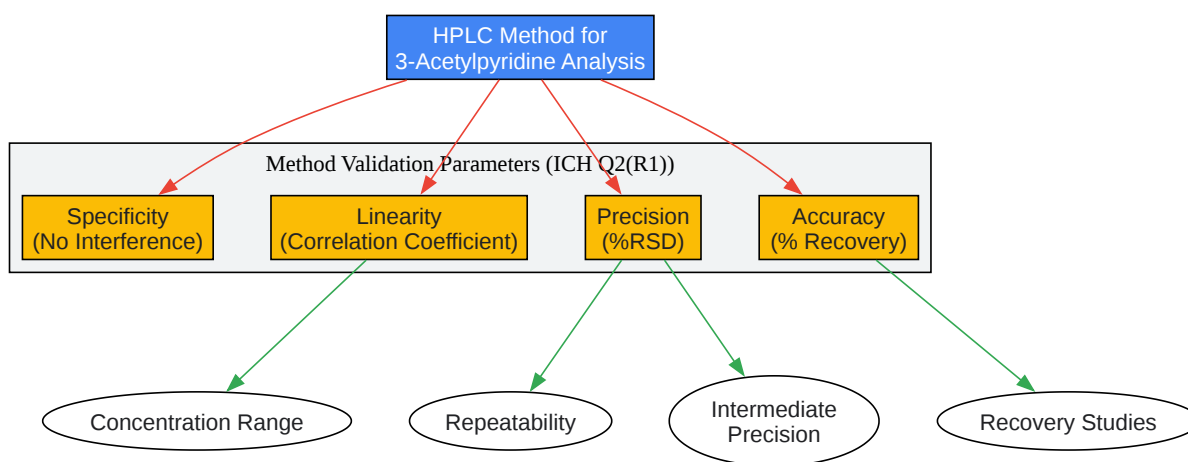 HPLC Method for
3-Acetylpyridine Analysis
Method Validation Parameters (ICH Q2(R1))
Specificity
(No Interference)
Linearity
(Correlation Coefficient)
Precision
(%RSD)
Accuracy
(% Recovery)
Concentration Range
Repeatability
Intermediate
Precision
Recovery Studies